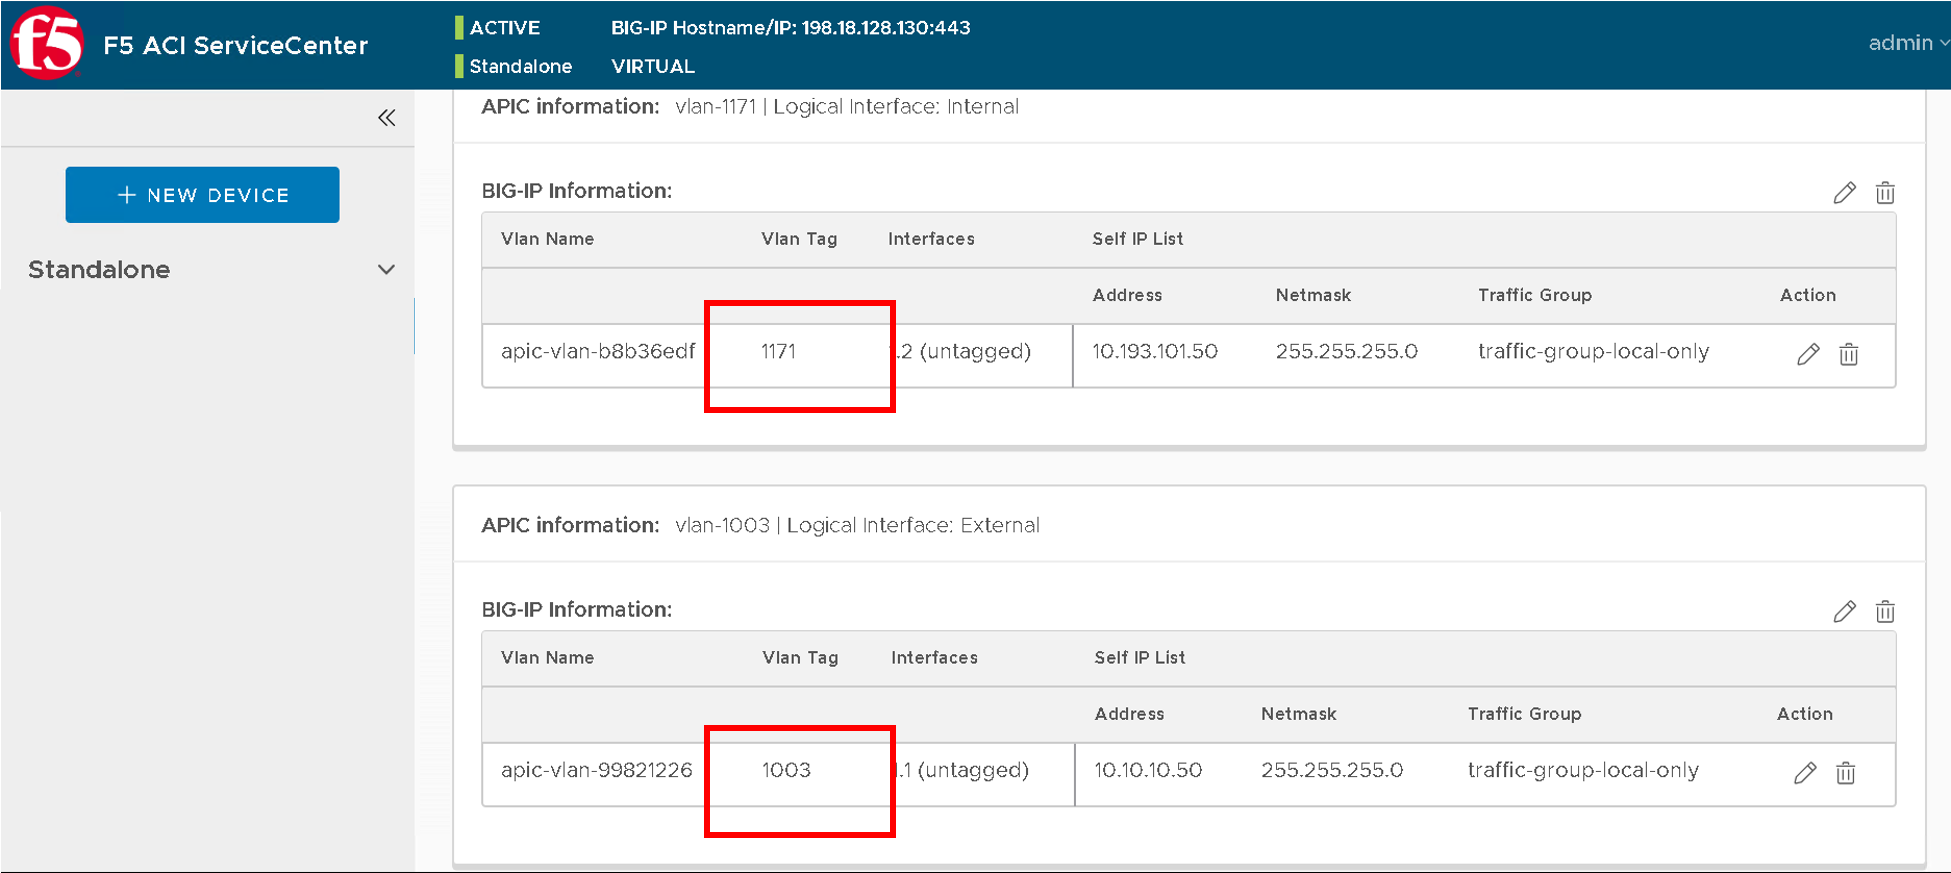 f5 F5 ACI ServiceCenter
ACTIVE BIG-IP Hostname/IP: 198.18.128.130:443
Standalone VIRTUAL
admin
APIC information: vlan-1171 | Logical Interface: Internal
+ NEW DEVICE
Standalone
BIG-IP Information:
Vlan Name Vlan Tag Interfaces Self IP List
Address Netmask Traffic Group Action
apic-vlan-b8b36edf 1171 .2 (untagged) 10.193.101.50 255.255.255.0 traffic-group-local-only
APIC information: vlan-1003 | Logical Interface: External
BIG-IP Information:
Vlan Name Vlan Tag Interfaces Self IP List
Address Netmask Traffic Group Action
apic-vlan-99821226 1003 .1 (untagged) 10.10.10.50 255.255.255.0 traffic-group-local-only